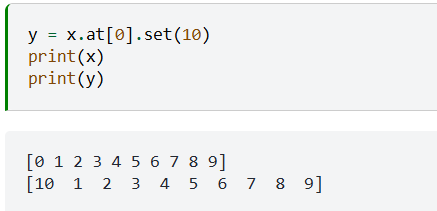 y = x.at[0].set(10)
print(x)
print(y)
[0 1 2 3 4 5 6 7 8 9]
[10  1  2  3  4  5  6  7  8  9]